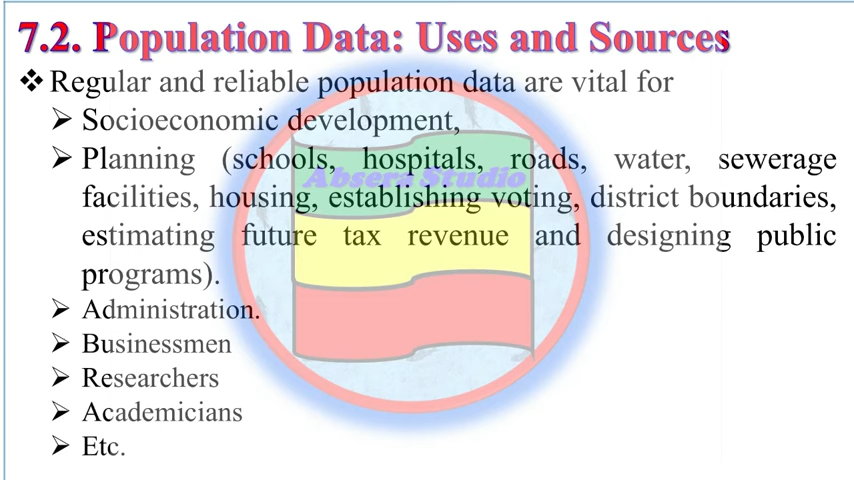 7.2. Population Data: Uses and Sources
❖ Regular and reliable population data are vital for
➤ Socioeconomic development,
➤ Planning (schools, hospitals, roads, water, sewerage
Absera Studio
facilities, housing, establishing voting, district boundaries,
estimating future tax revenue and designing public
programs).
➤ Administration.
➤ Businessmen
➤ Researchers
➤ Academicians
➤ Etc.